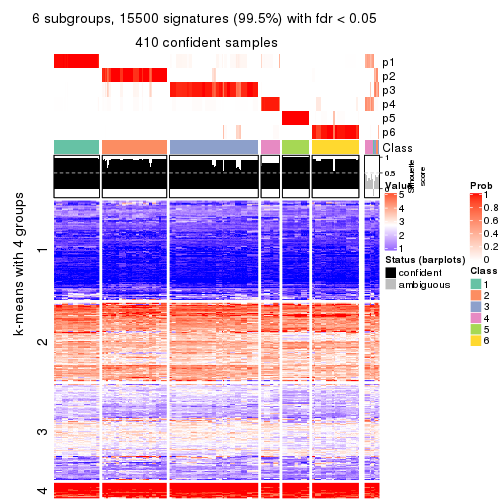 6 subgroups, 15500 signatures (99.5%) with fdr < 0.05
410 confident samples
p1
p2
p3
p4
p5
p6
Class
1
0.5
0
Silhouette
score
k-means with 4 groups
1
2
3
4
Value
5
4
3
2
1
Status (barplots)
confident
ambiguous
Prob
1
0.8
0.6
0.4
0.2
0
Class
1
2
3
4
5
6